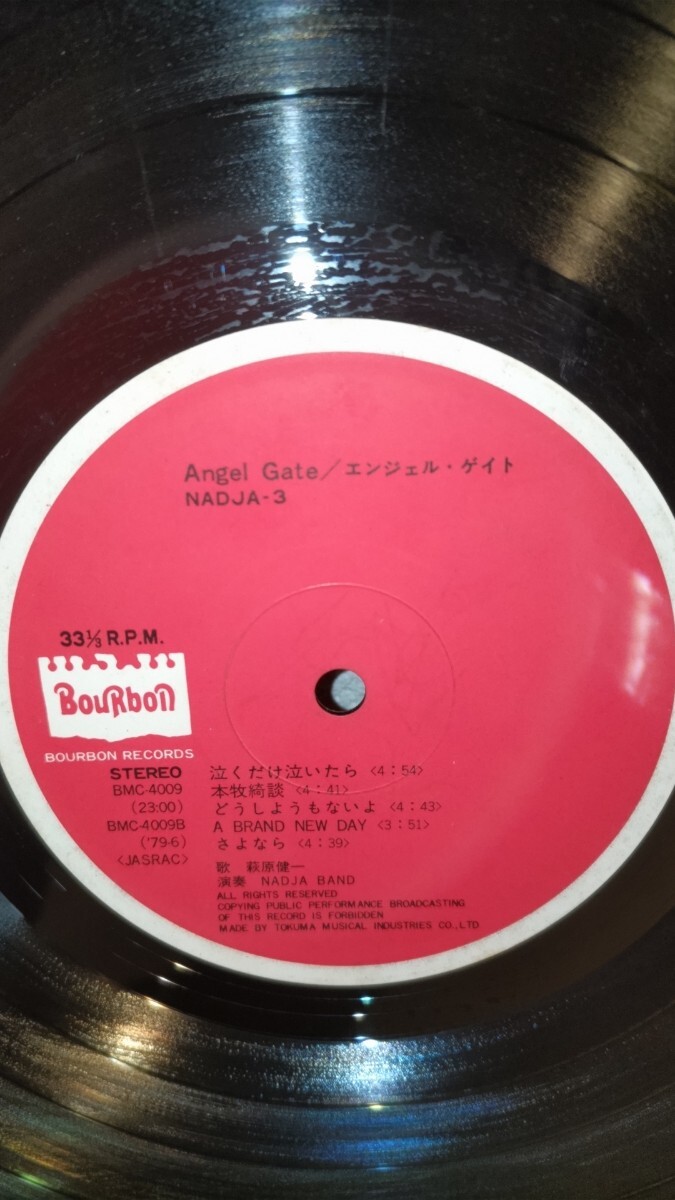 Angel Gate/エンジェル・ゲイト
NADJA-3
33⅓ R.P.M.
BouRbon
BOURBON RECORDS
STEREO
BMC-4009
(23:00)
BMC-4009B
('79-6)
<JASRAC>
泣くだけ泣いたら <4:54>
本牧綺談 <4:41>
どうしようもないよ <4:43>
A BRAND NEW DAY <3:51>
さよなら <4:39>
歌 萩原健一
演奏 NADJA BAND
ALL RIGHTS RESERVED
COPYING PUBLIC PERFORMANCE BROADCASTING
OF THIS RECORD IS FORBIDDEN
MADE BY TOKUMA MUSICAL INDUSTRIES CO., LTD